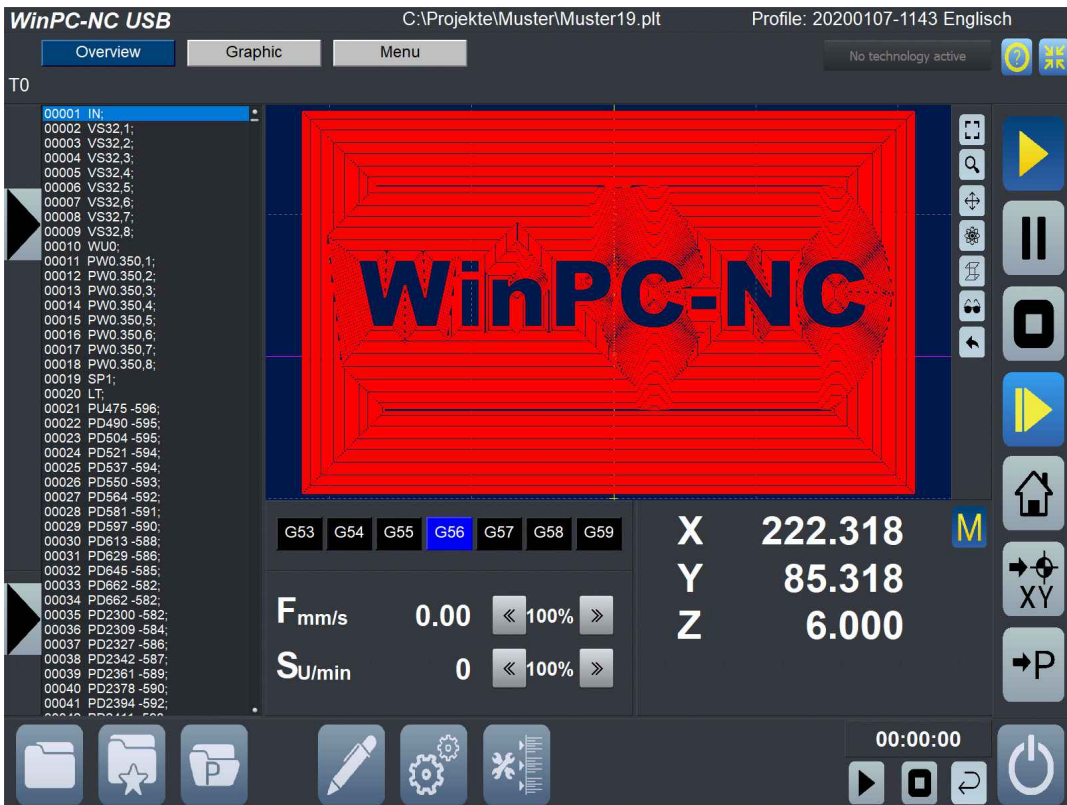 WinPC-NC USB C:\Projekte\Muster\Muster19.plt Profile: 20200107-1143 Englisch
Overview Graphic Menu No technology active ?
T0
00001 IN;
00002 VS32,1;
00003 VS32,2;
00004 VS32,3;
00005 VS32,4;
00006 VS32,5;
00007 VS32,6;
00008 VS32,7;
00009 VS32,8;
00010 WU0;
00011 PW0.350,1;
00012 PW0.350,2;
00013 PW0.350,3;
00014 PW0.350,4;
00015 PW0.350,5;
00016 PW0.350,6;
00017 PW0.350,7;
00018 PW0.350,8;
00019 SP1;
00020 LT;
00021 PU475 -596;
00022 PD490 -595;
00023 PD504 -595;
00024 PD521 -594;
00025 PD537 -594;
00026 PD550 -593;
00027 PD564 -592;
00028 PD581 -591;
00029 PD597 -590;
00030 PD613 -588;
00031 PD629 -586;
00032 PD645 -585;
00033 PD662 -582;
00034 PD662 -582;
00035 PD2300 -582;
00036 PD2309 -584;
00037 PD2327 -586;
00038 PD2342 -587;
00039 PD2361 -589;
00040 PD2378 -590;
00041 PD2394 -592;
WinPC-NC
G53 G54 G55 G56 G57 G58 G59
F mm/s 0.00 « 100% »
S U/min 0 « 100% »
X 222.318 M
Y 85.318
Z 6.000
XY
P
P
00:00:00